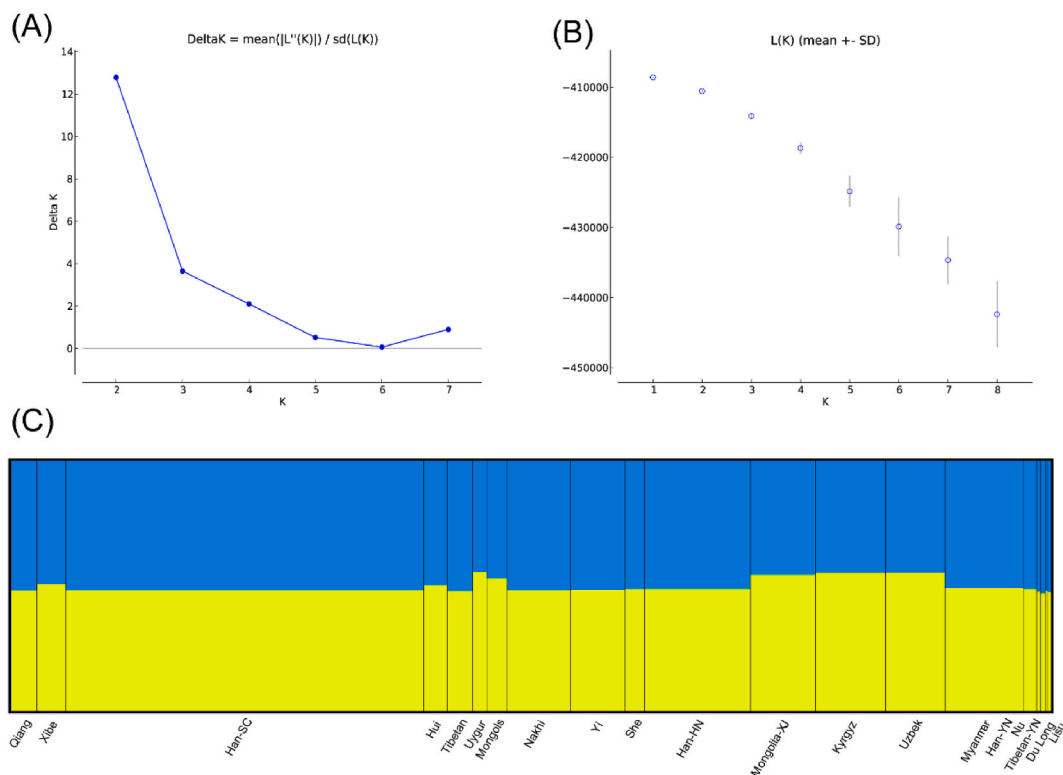 (A)
DeltaK = mean(|L''(K)|) / sd(L(K))
14
12
10
8
6
4
2
0
Delta K
2 3 4 5 6 7
K
(B)
L(K) (mean +- SD)
−410000
−420000
−430000
−440000
−450000
1 2 3 4 5 6 7 8
K
(C)
Qiang
Xibe
Han-SC
Hui
Tibetan
Uygur
Mongols
Nakhi
Yi
She
Han-HN
Mongolia-XJ
Kyrgyz
Uzbek
Myanmar
Han-YN
Nu
Tibetan-YN
Du Long